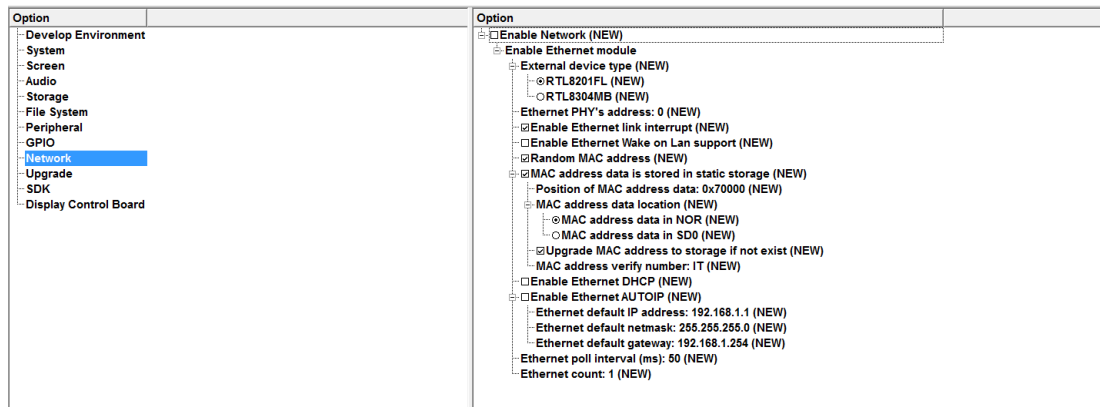 Option
Develop Environment
System
Screen
Audio
Storage
File System
Peripheral
GPIO
Network
Upgrade
SDK
Display Control Board
Option
Enable Network (NEW)
Enable Ethernet module
External device type (NEW)
RTL8201FL (NEW)
RTL8304MB (NEW)
Ethernet PHY's address: 0 (NEW)
Enable Ethernet link interrupt (NEW)
Enable Ethernet Wake on Lan support (NEW)
Random MAC address (NEW)
MAC address data is stored in static storage (NEW)
Position of MAC address data: 0x70000 (NEW)
MAC address data location (NEW)
MAC address data in NOR (NEW)
MAC address data in SD0 (NEW)
Upgrade MAC address to storage if not exist (NEW)
MAC address verify number: IT (NEW)
Enable Ethernet DHCP (NEW)
Enable Ethernet AUTOIP (NEW)
Ethernet default IP address: 192.168.1.1 (NEW)
Ethernet default netmask: 255.255.255.0 (NEW)
Ethernet default gateway: 192.168.1.254 (NEW)
Ethernet poll interval (ms): 50 (NEW)
Ethernet count: 1 (NEW)